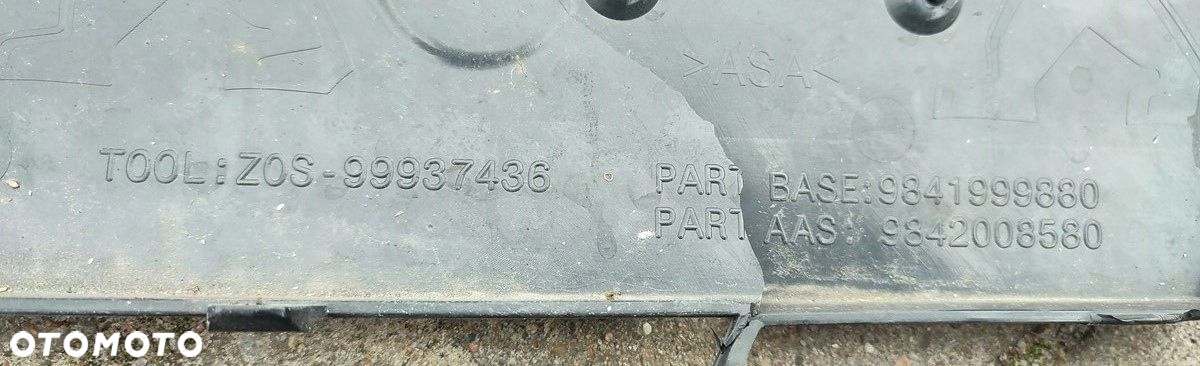 >ASA<
TOOL:Z0S-99937436
PART BASE:9841999880
PART AAS: 9842008580
OTOMOTO